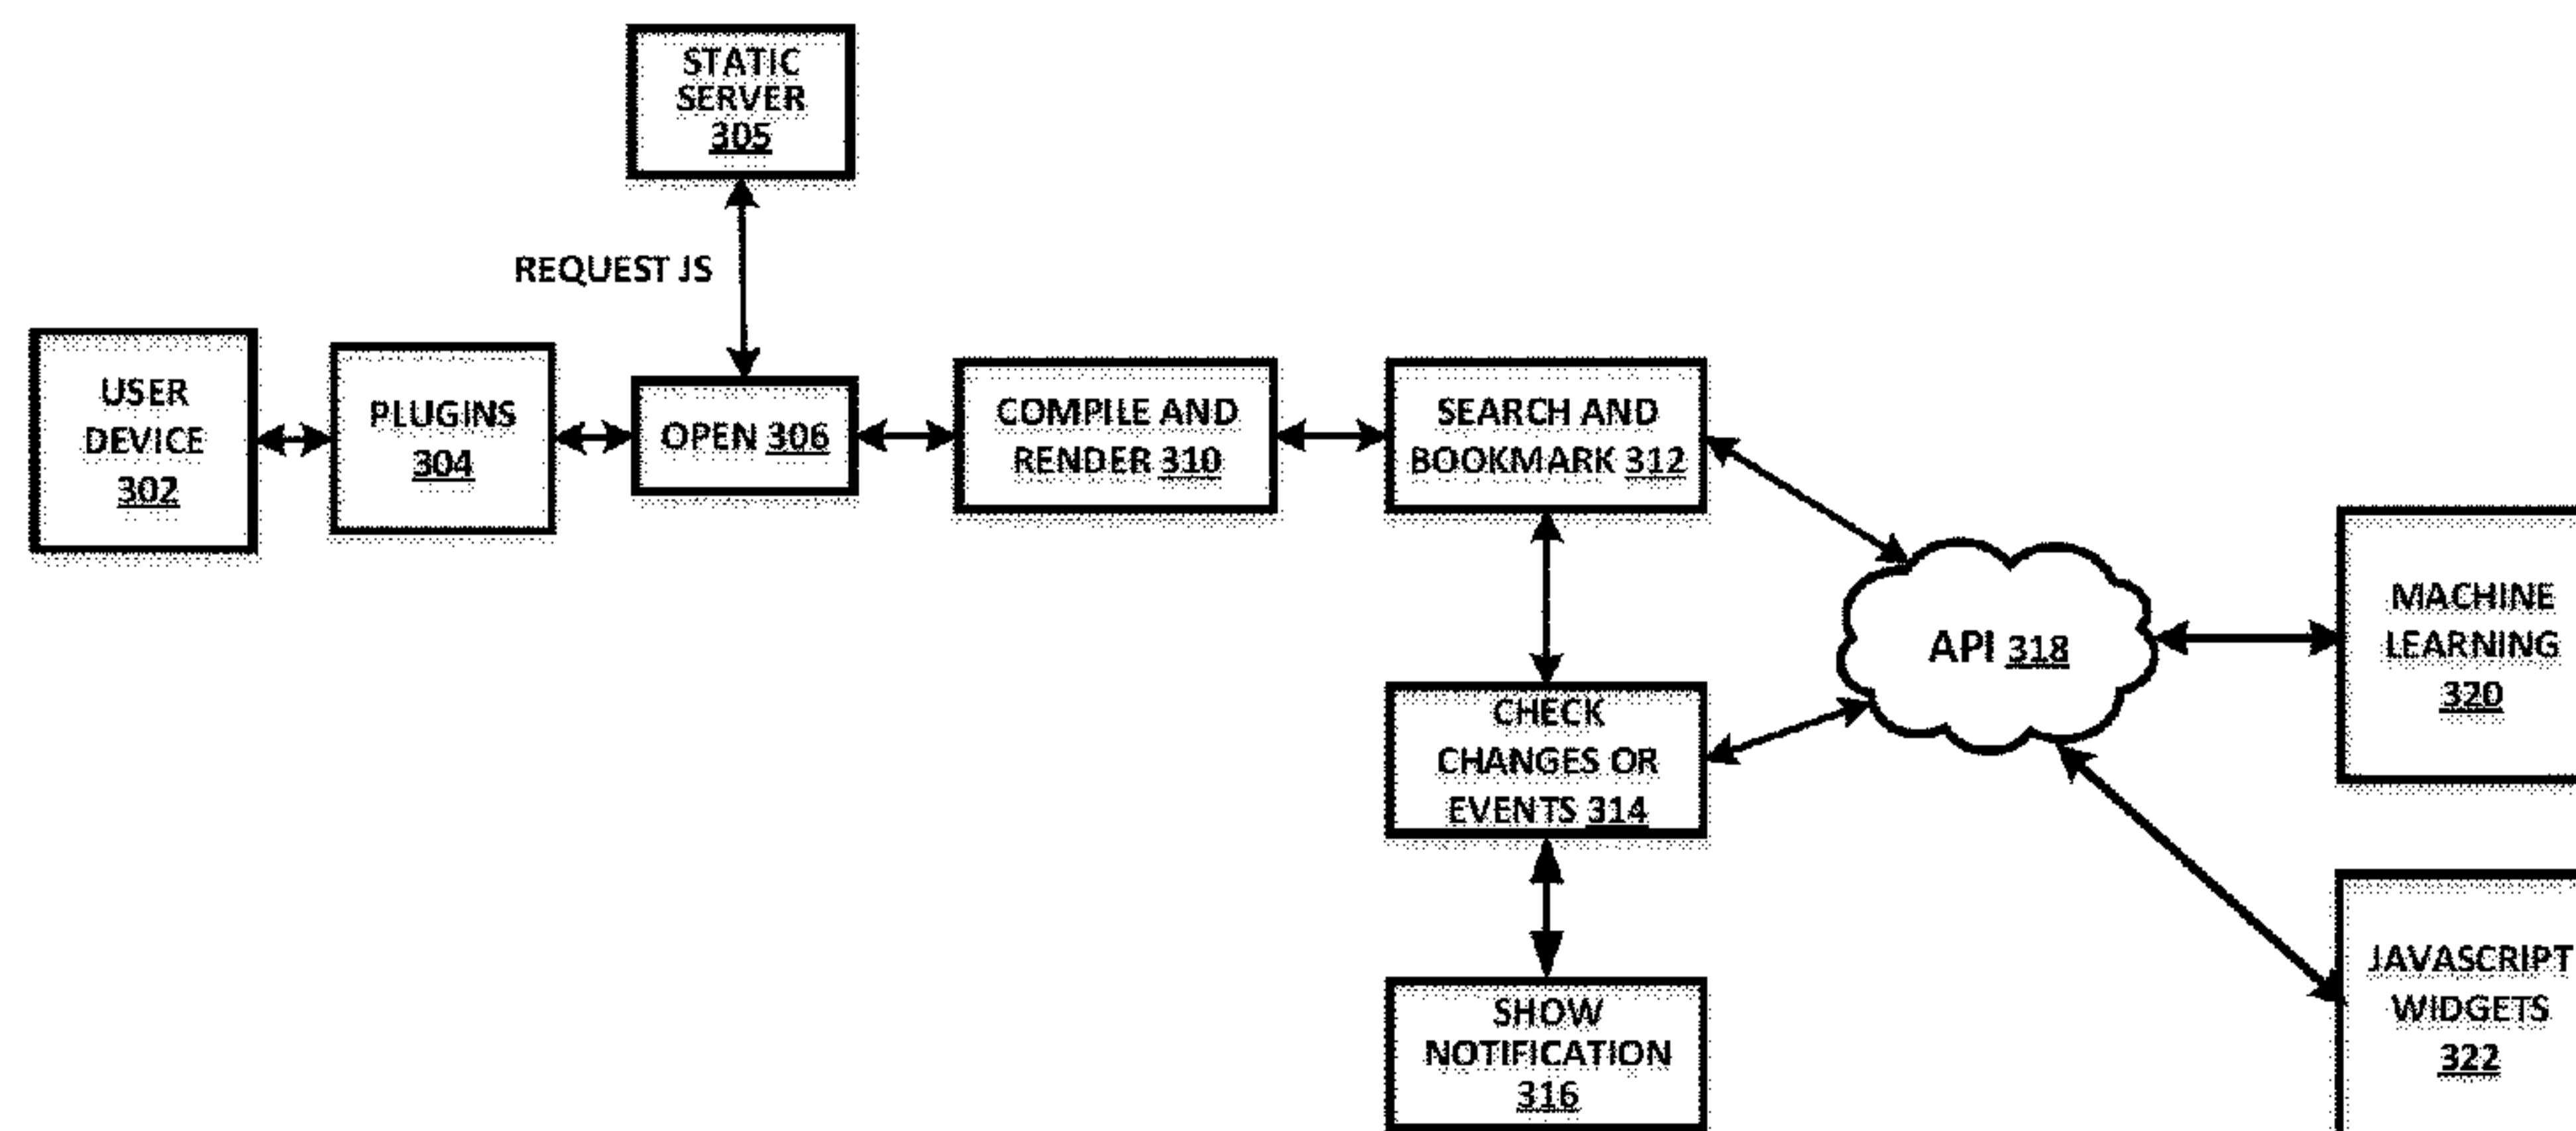 STATIC
SERVER
305
REQUEST JS
USER
DEVICE
302
PLUGINS
304
OPEN 306
COMPILE AND
RENDER 310
SEARCH AND
BOOKMARK 312
API 318
MACHINE
LEARNING
320
CHECK
CHANGES OR
EVENTS 314
SHOW
NOTIFICATION
316
JAVASCRIPT
WIDGETS
322